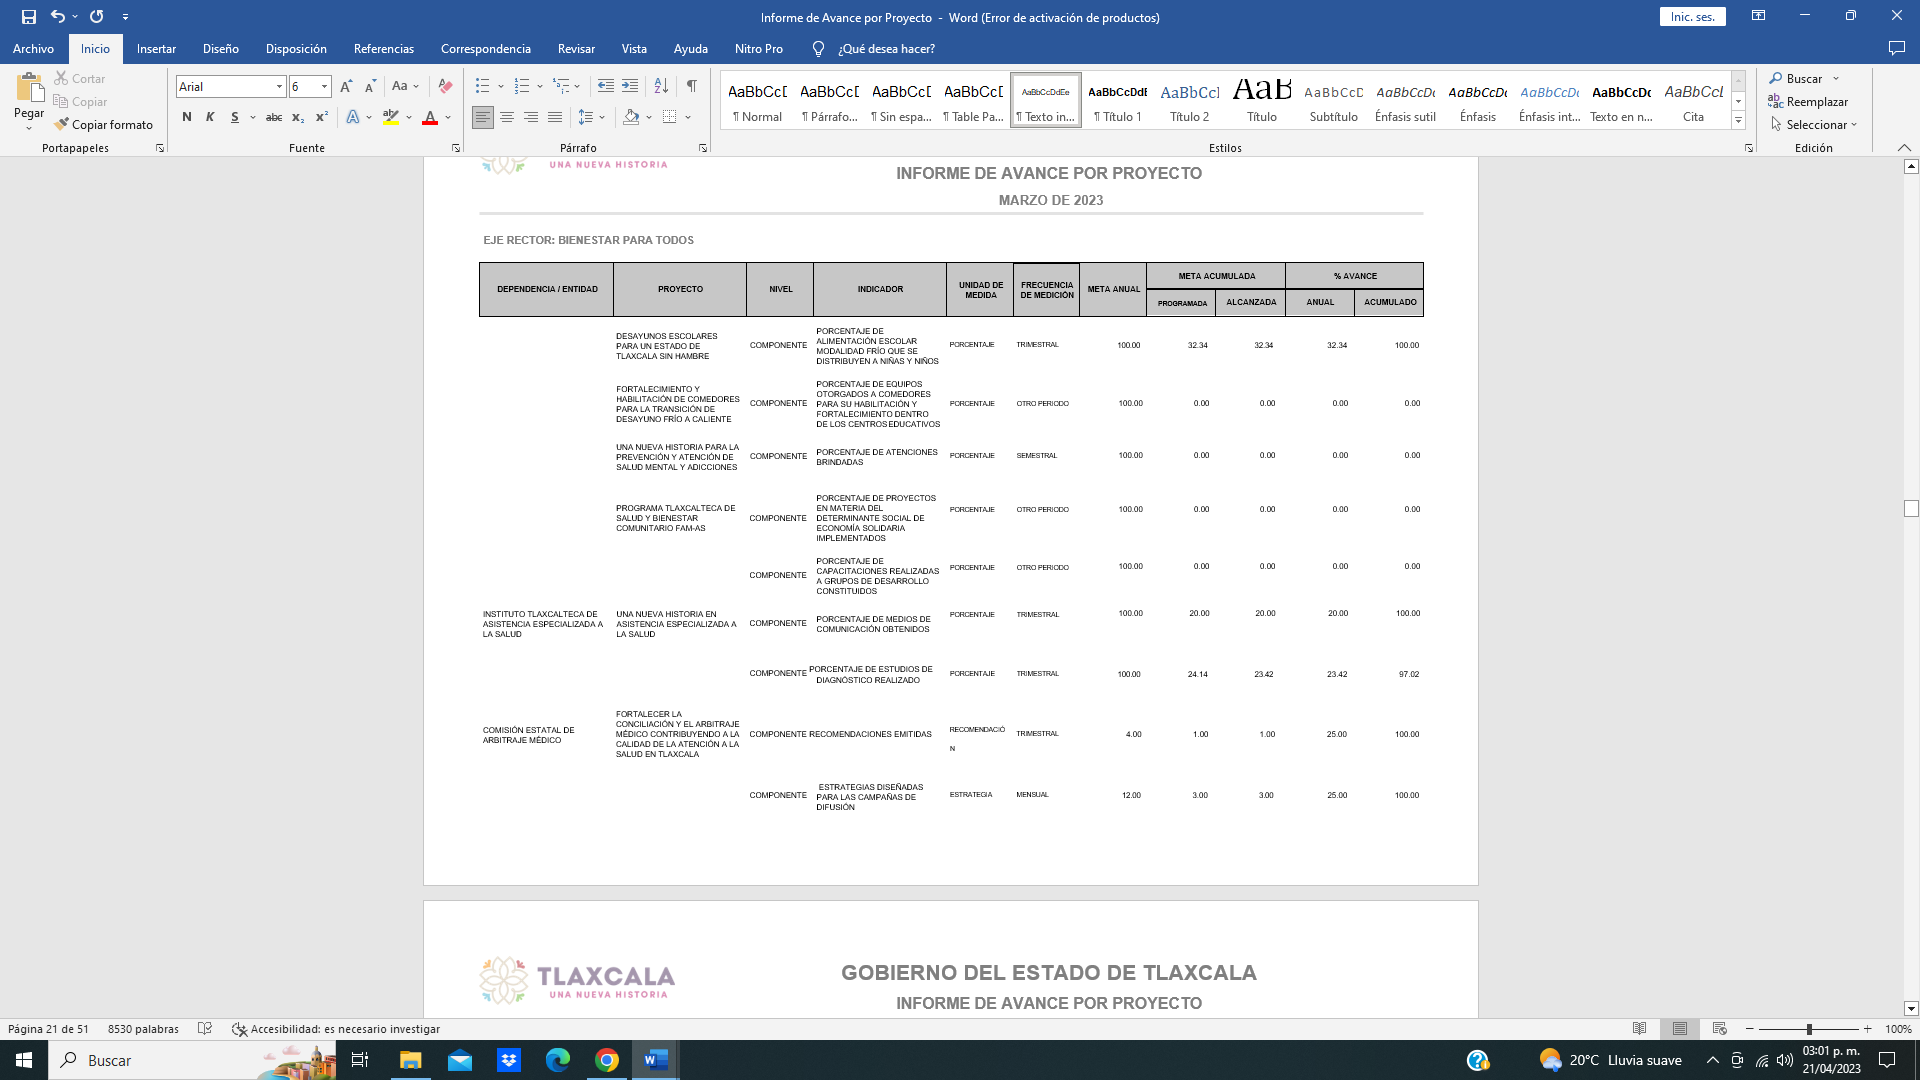 Informe de Avance por Proyecto - Word (Error de activación de productos)
Inic. ses.
Archivo Inicio Insertar Diseño Disposición Referencias Correspondencia Revisar Vista Ayuda Nitro Pro ¿Qué desea hacer?
Pegar
Cortar
Copiar
Copiar formato
Portapapeles
Arial 6
N K S abc x₂ x²
Fuente
Párrafo
AaBbCcDdEe
¶ Normal
¶ Párrafo...
¶ Sin espa...
¶ Table Pa...
¶ Texto in...
¶ Título 1
Título 2
Título
Subtítulo
Énfasis sutil
Énfasis
Énfasis int...
Texto en n...
Cita
Estilos
Buscar
Reemplazar
Seleccionar
Edición
UNA NUEVA HISTORIA
INFORME DE AVANCE POR PROYECTO
MARZO DE 2023
EJE RECTOR: BIENESTAR PARA TODOS
DEPENDENCIA / ENTIDAD
PROYECTO
NIVEL
INDICADOR
UNIDAD DE
MEDIDA
FRECUENCIA
DE MEDICIÓN
META ANUAL
META ACUMULADA
PROGRAMADA ALCANZADA
% AVANCE
ANUAL ACUMULADO
DESAYUNOS ESCOLARES
PARA UN ESTADO DE
TLAXCALA SIN HAMBRE
COMPONENTE
PORCENTAJE DE
ALIMENTACIÓN ESCOLAR
MODALIDAD FRÍO QUE SE
DISTRIBUYEN A NIÑAS Y NIÑOS
PORCENTAJE TRIMESTRAL 100.00 32.34 32.34 32.34 100.00
FORTALECIMIENTO Y
HABILITACIÓN DE COMEDORES
PARA LA TRANSICIÓN DE
DESAYUNO FRÍO A CALIENTE
COMPONENTE
PORCENTAJE DE EQUIPOS
OTORGADOS A COMEDORES
PARA SU HABILITACIÓN Y
FORTALECIMIENTO DENTRO
DE LOS CENTROS EDUCATIVOS
PORCENTAJE OTRO PERIODO 100.00 0.00 0.00 0.00 0.00
UNA NUEVA HISTORIA PARA LA
PREVENCIÓN Y ATENCIÓN DE
SALUD MENTAL Y ADICCIONES
COMPONENTE
PORCENTAJE DE ATENCIONES
BRINDADAS
PORCENTAJE SEMESTRAL 100.00 0.00 0.00 0.00 0.00
PROGRAMA TLAXCALTECA DE
SALUD Y BIENESTAR
COMUNITARIO FAM-AS
COMPONENTE
PORCENTAJE DE PROYECTOS
EN MATERIA DEL
DETERMINANTE SOCIAL DE
ECONOMÍA SOLIDARIA
IMPLEMENTADOS
PORCENTAJE OTRO PERIODO 100.00 0.00 0.00 0.00 0.00
COMPONENTE
PORCENTAJE DE
CAPACITACIONES REALIZADAS
A GRUPOS DE DESARROLLO
CONSTITUIDOS
PORCENTAJE OTRO PERIODO 100.00 0.00 0.00 0.00 0.00
INSTITUTO TLAXCALTECA DE
ASISTENCIA ESPECIALIZADA A
LA SALUD
UNA NUEVA HISTORIA EN
ASISTENCIA ESPECIALIZADA A
LA SALUD
COMPONENTE
PORCENTAJE DE MEDIOS DE
COMUNICACIÓN OBTENIDOS
PORCENTAJE TRIMESTRAL 100.00 20.00 20.00 20.00 100.00
COMPONENTE
PORCENTAJE DE ESTUDIOS DE
DIAGNÓSTICO REALIZADO
PORCENTAJE TRIMESTRAL 100.00 24.14 23.42 23.42 97.02
COMISIÓN ESTATAL DE
ARBITRAJE MÉDICO
FORTALECER LA
CONCILIACIÓN Y EL ARBITRAJE
MÉDICO CONTRIBUYENDO A LA
CALIDAD DE LA ATENCIÓN A LA
SALUD EN TLAXCALA
COMPONENTE RECOMENDACIONES EMITIDAS
RECOMENDACIÓ
N
TRIMESTRAL 4.00 1.00 1.00 25.00 100.00
COMPONENTE
ESTRATEGIAS DISEÑADAS
PARA LAS CAMPAÑAS DE
DIFUSIÓN
ESTRATEGIA MENSUAL 12.00 3.00 3.00 25.00 100.00
TLAXCALA
UNA NUEVA HISTORIA
GOBIERNO DEL ESTADO DE TLAXCALA
INFORME DE AVANCE POR PROYECTO
Página 21 de 51 8530 palabras Accesibilidad: es necesario investigar 100%
Buscar
20°C Lluvia suave
03:01 p. m.
21/04/2023